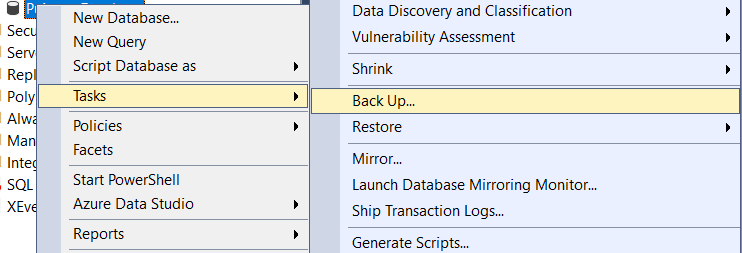 New Database...
New Query
Script Database as
Tasks
Policies
Facets
Start PowerShell
Azure Data Studio
Reports
Data Discovery and Classification
Vulnerability Assessment
Shrink
Back Up...
Restore
Mirror...
Launch Database Mirroring Monitor...
Ship Transaction Logs...
Generate Scripts...
Secu
Serve
Repl
Poly
Alwa
Man
Integ
SQL
XEve